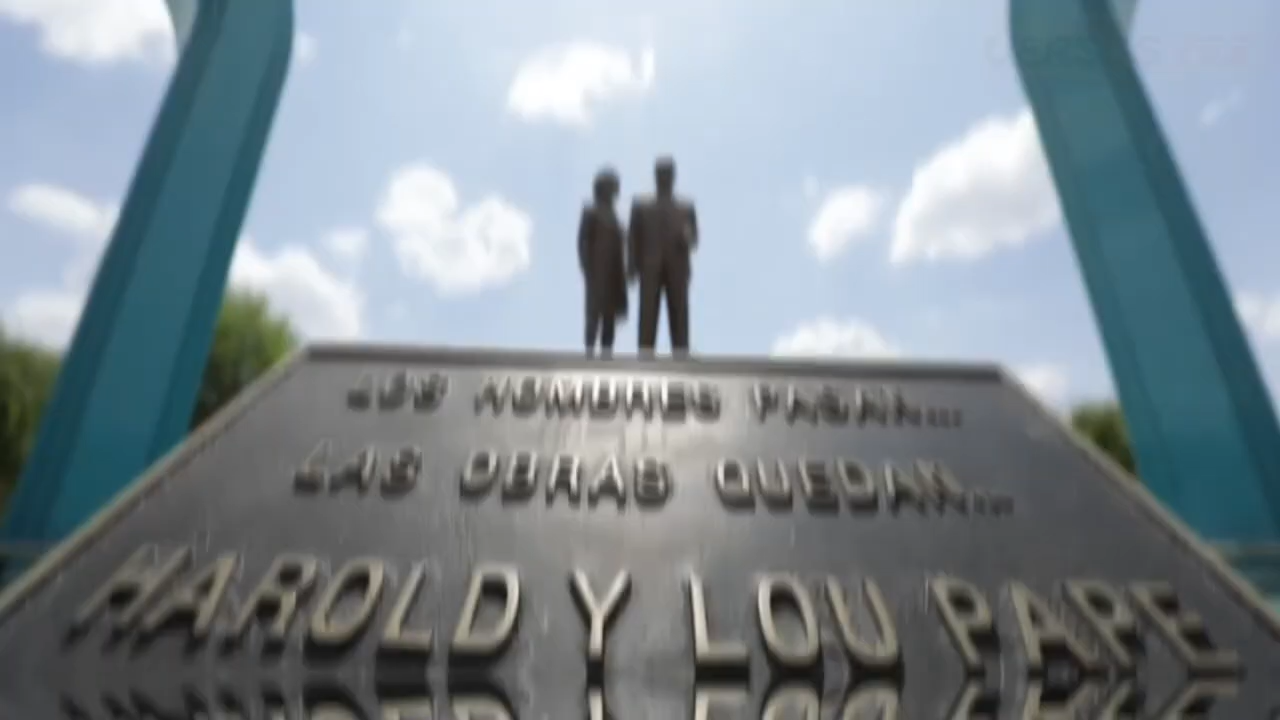 LOS HOMBRES PASAN...
LAS OBRAS QUEDAN...
HAROLD Y LOU PAPE